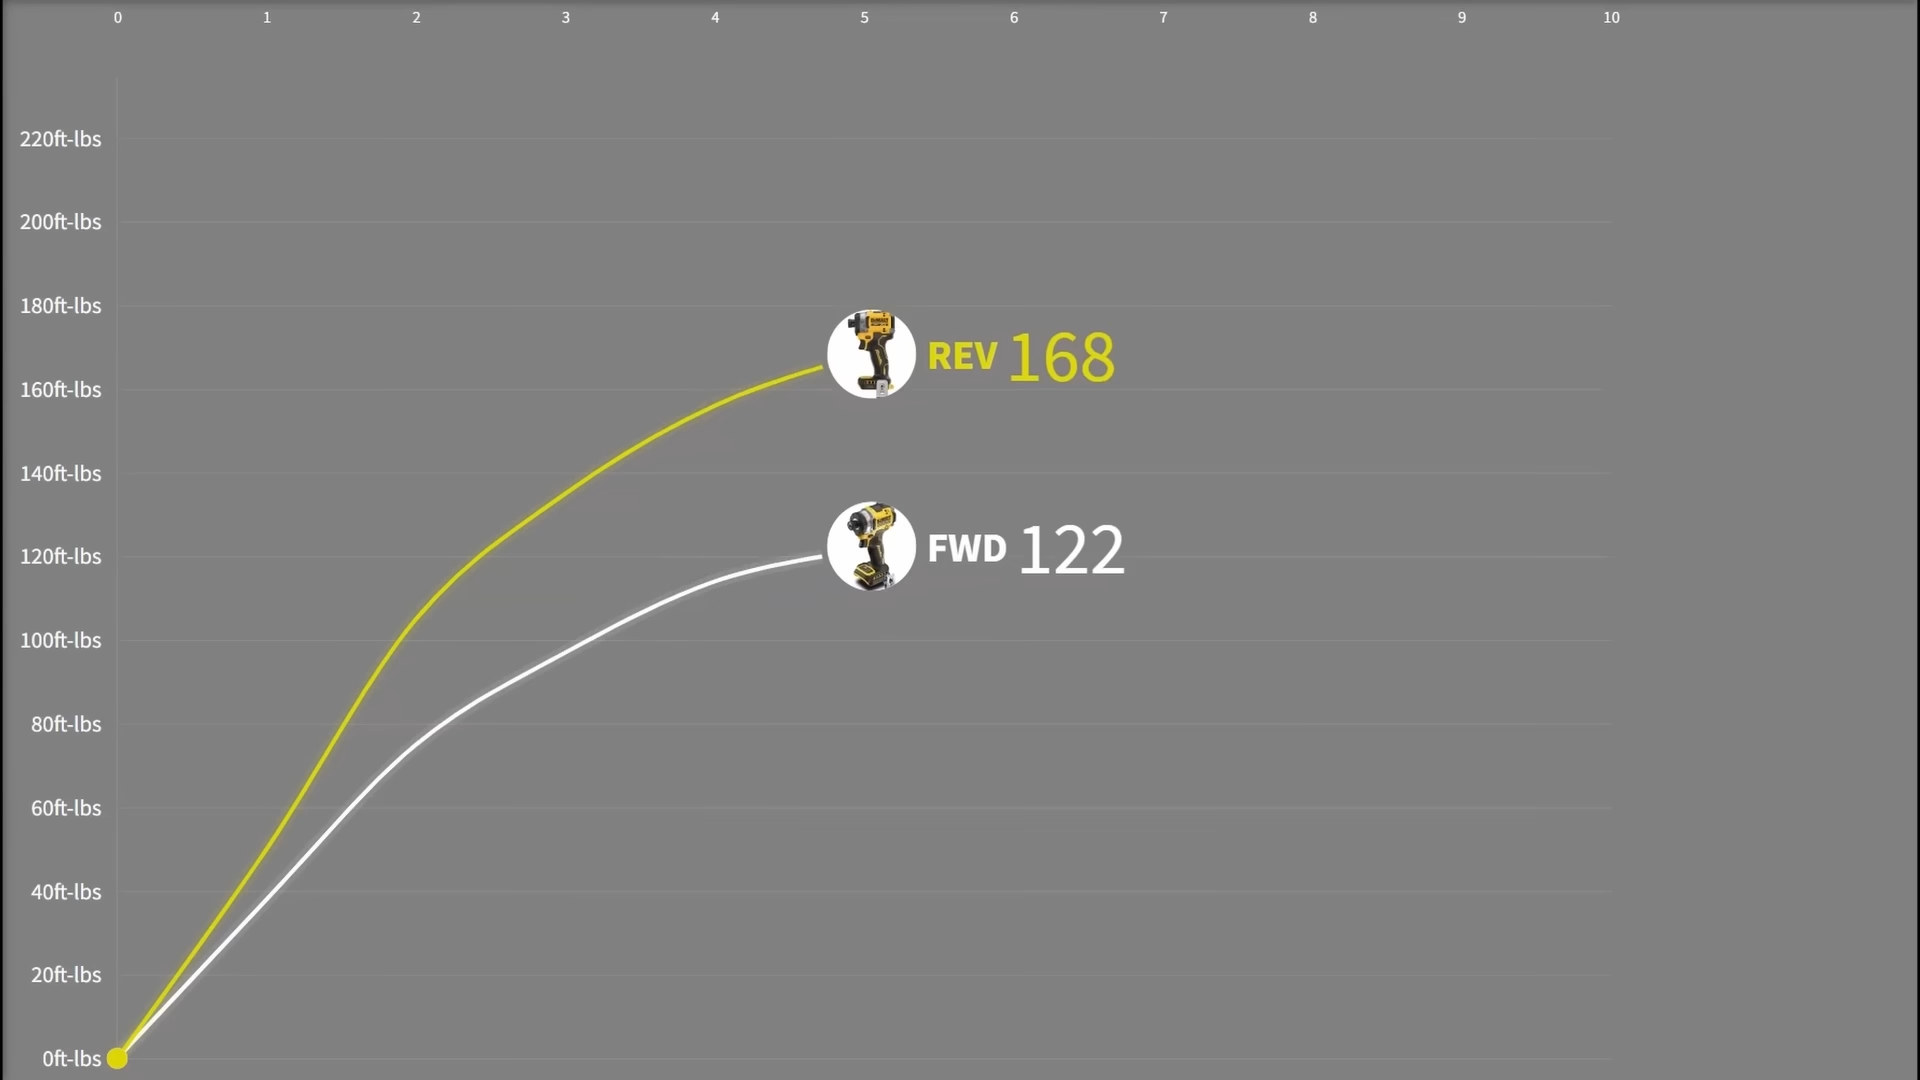 0 1 2 3 4 5 6 7 8 9 10
220ft-lbs
200ft-lbs
180ft-lbs
REV 168
160ft-lbs
140ft-lbs
FWD 122
120ft-lbs
100ft-lbs
80ft-lbs
60ft-lbs
40ft-lbs
20ft-lbs
0ft-lbs